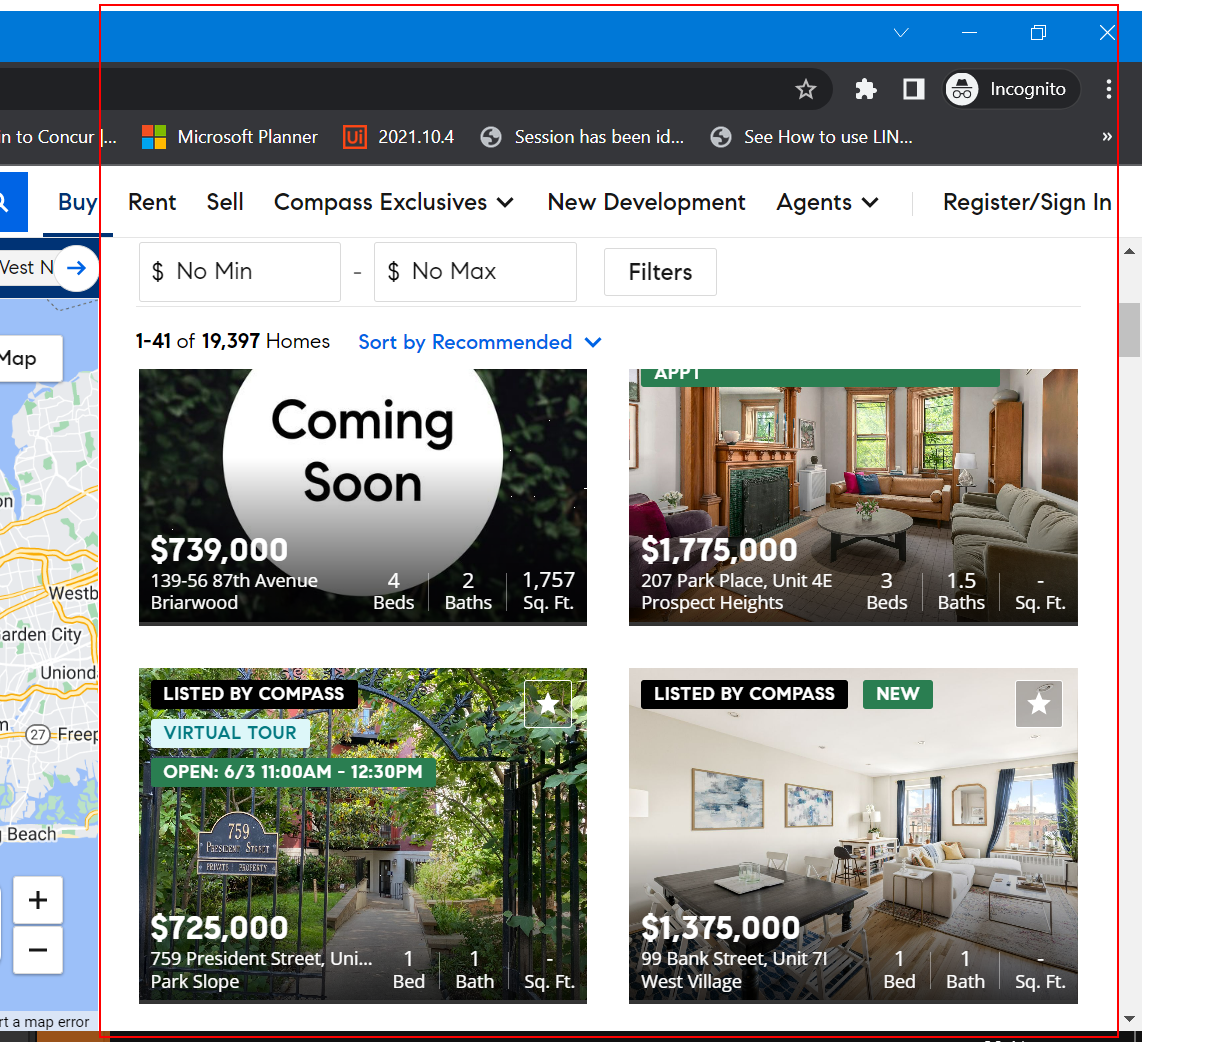 Incognito
in to Concur |...
Microsoft Planner
Ui
2021.10.4
Session has been id...
See How to use LIN...
»
Buy
Rent
Sell
Compass Exclusives
New Development
Agents
Register/Sign In
West N
$ No Min
-
$ No Max
Filters
1-41 of 19,397 Homes
Sort by Recommended
Map
Coming
Soon
$739,000
139-56 87th Avenue
Briarwood
4
Beds
2
Baths
1,757
Sq. Ft.
APPT
$1,775,000
207 Park Place, Unit 4E
Prospect Heights
3
Beds
1.5
Baths
-
Sq. Ft.
on
Westb
arden City
Uniond
27
Freep
Beach
+
−
rt a map error
LISTED BY COMPASS
VIRTUAL TOUR
OPEN: 6/3 11:00AM - 12:30PM
759
PRESIDENT STREET
PRIVATE PROPERTY
$725,000
759 President Street, Uni...
Park Slope
1
Bed
1
Bath
-
Sq. Ft.
LISTED BY COMPASS
NEW
$1,375,000
99 Bank Street, Unit 7I
West Village
1
Bed
1
Bath
-
Sq. Ft.